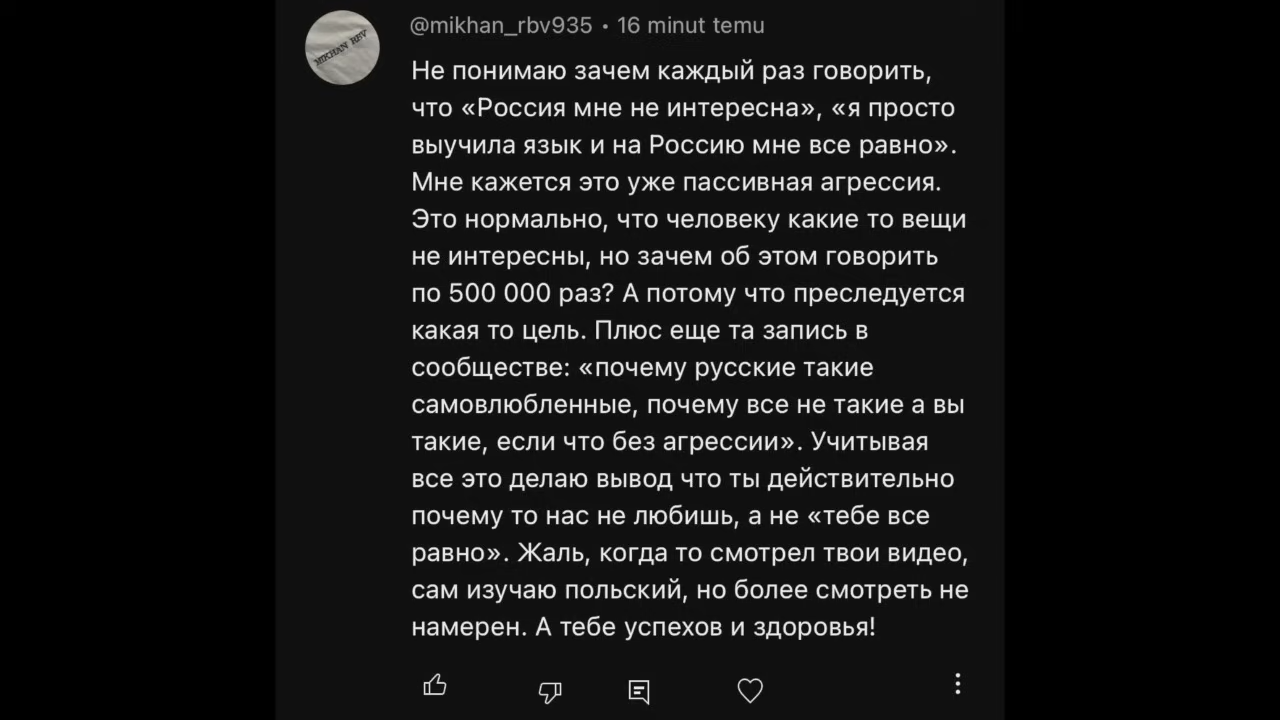 MIKHAN RBV
@mikhan_rbv935 • 16 minut temu
Не понимаю зачем каждый раз говорить,
что «Россия мне не интересна», «я просто
выучила язык и на Россию мне все равно».
Мне кажется это уже пассивная агрессия.
Это нормально, что человеку какие то вещи
не интересны, но зачем об этом говорить
по 500 000 раз? А потому что преследуется
какая то цель. Плюс еще та запись в
сообществе: «почему русские такие
самовлюбленные, почему все не такие а вы
такие, если что без агрессии». Учитывая
все это делаю вывод что ты действительно
почему то нас не любишь, а не «тебе все
равно». Жаль, когда то смотрел твои видео,
сам изучаю польский, но более смотреть не
намерен. А тебе успехов и здоровья!